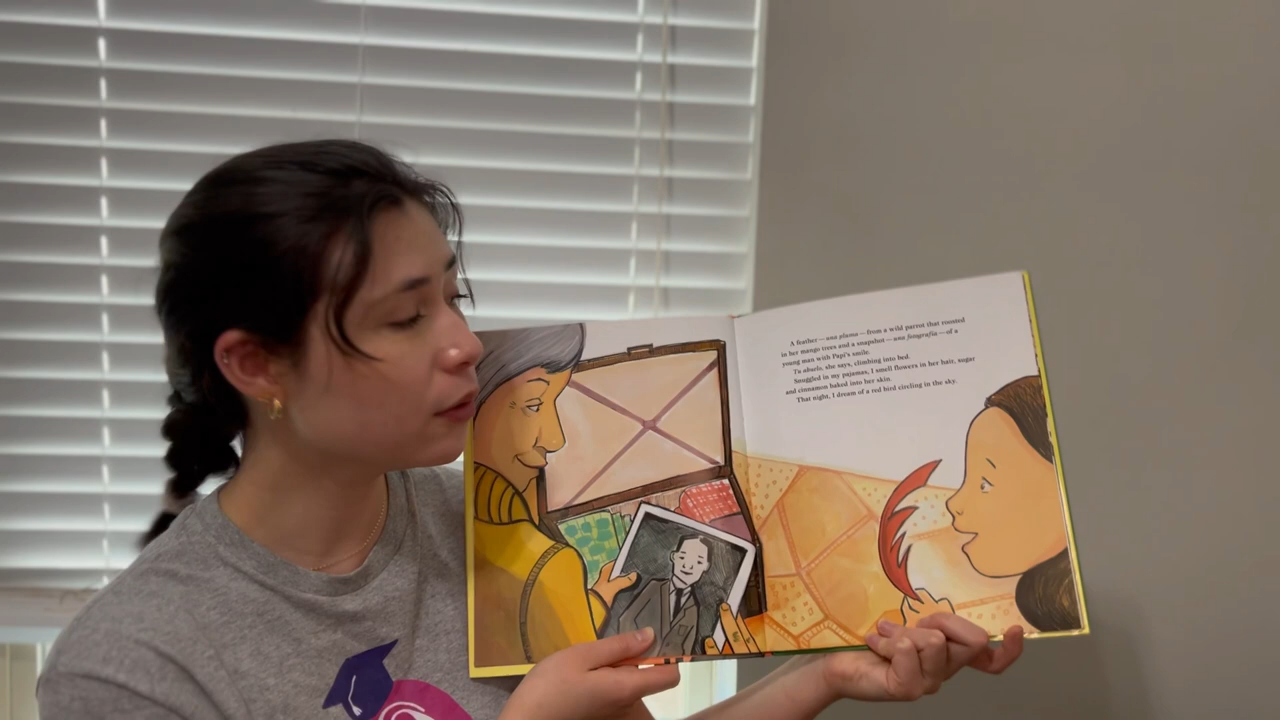 A feather—una pluma—from a wild parrot that roosted
in her mango trees and a snapshot—una fotografía—of a
young man with Papi's smile.
Tu abuelo, she says, climbing into bed.
Snuggled in my pajamas, I smell flowers in her hair, sugar
and cinnamon baked into her skin.
That night, I dream of a red bird circling in the sky.